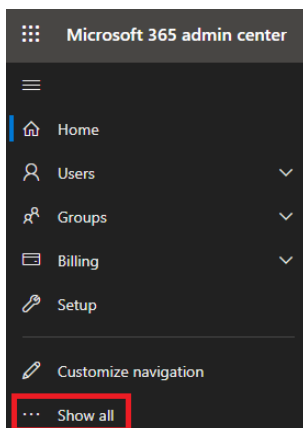 Microsoft 365 admin center
Home
Users
Groups
Billing
Setup
Customize navigation
Show all